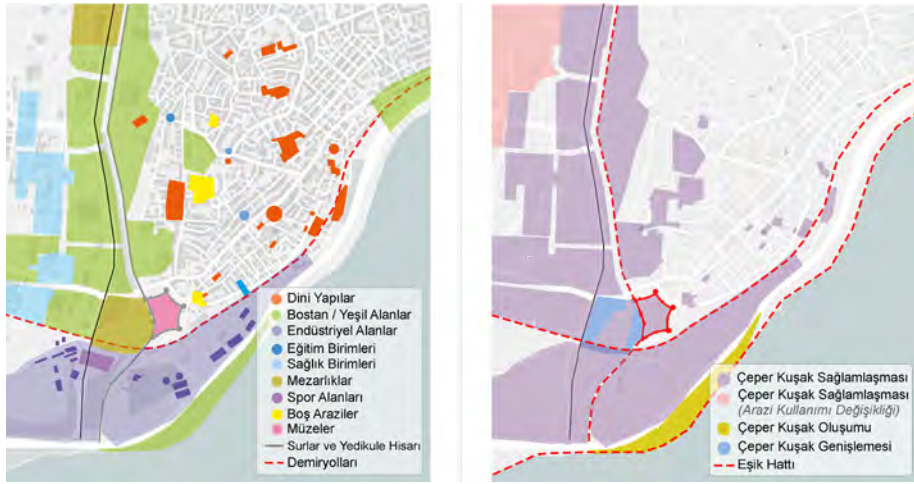 Dini Yapılar
Bostan / Yeşil Alanlar
Endüstriyel Alanlar
Eğitim Birimleri
Sağlık Birimleri
Mezarlıklar
Spor Alanları
Boş Araziler
Müzeler
Surlar ve Yedikule Hisarı
Demiryolları
Çeper Kuşak Sağlamlaşması
Çeper Kuşak Sağlamlaşması
(Arazi Kullanımı Değişikliği)
Çeper Kuşak Oluşumu
Çeper Kuşak Genişlemesi
Eşik Hattı